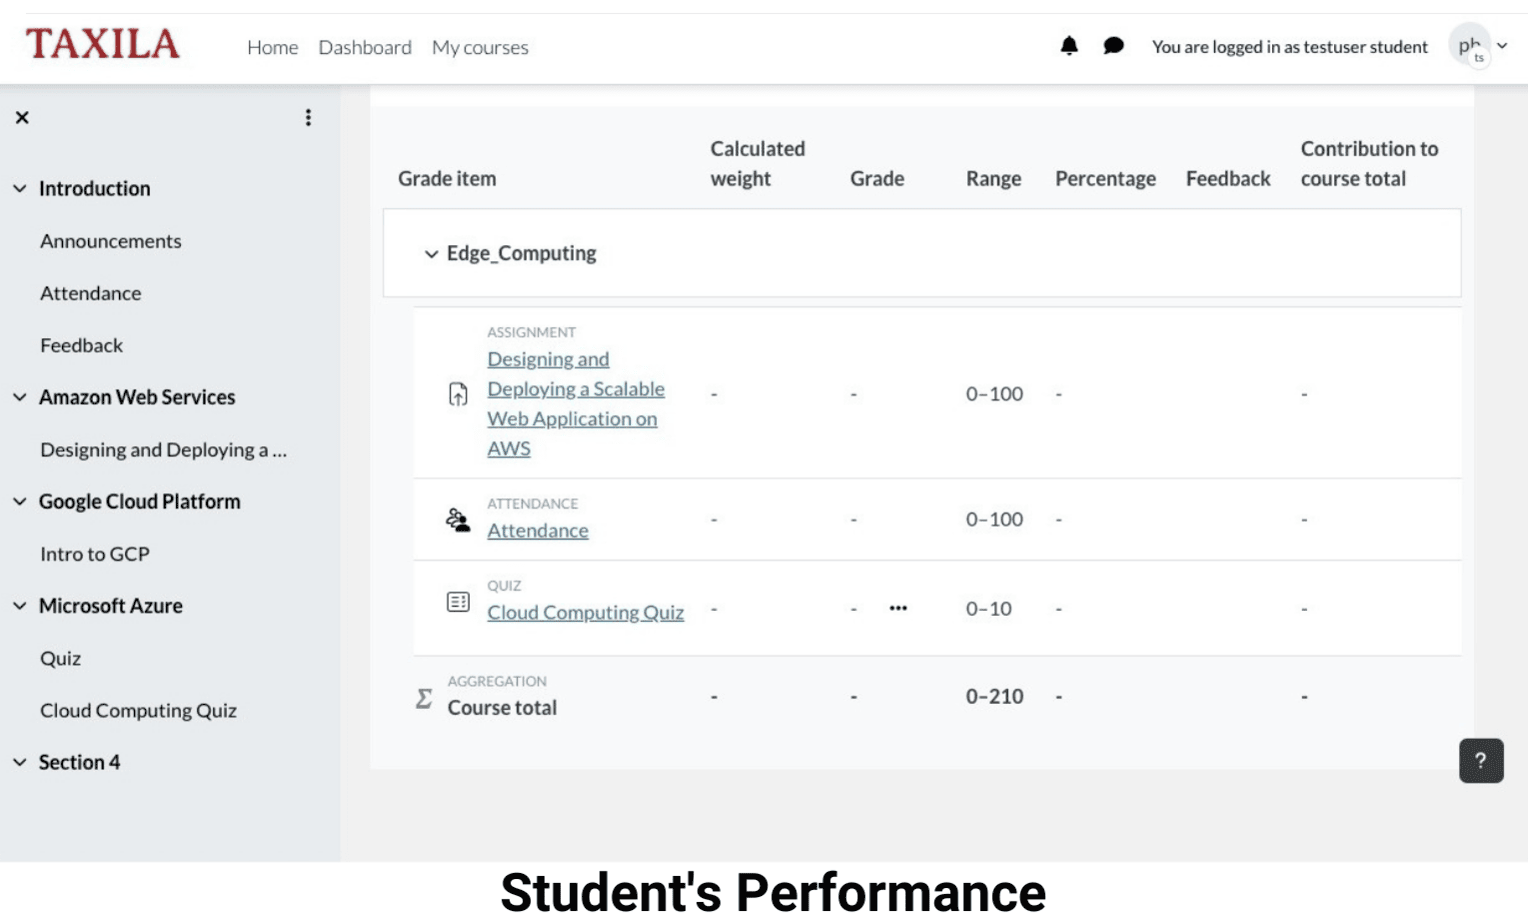 TAXILA
Home Dashboard My courses
You are logged in as testuser student
ph
ts
Introduction
Announcements
Attendance
Feedback
Amazon Web Services
Designing and Deploying a ...
Google Cloud Platform
Intro to GCP
Microsoft Azure
Quiz
Cloud Computing Quiz
Section 4
Calculated Contribution to
Grade item weight Grade Range Percentage Feedback course total
Edge_Computing
ASSIGNMENT
Designing and
Deploying a Scalable - - 0–100 - -
Web Application on
AWS
ATTENDANCE
Attendance - - 0–100 - -
QUIZ
Cloud Computing Quiz - - ... 0–10 - -
AGGREGATION
Σ Course total - - 0–210 - -
?
Student's Performance